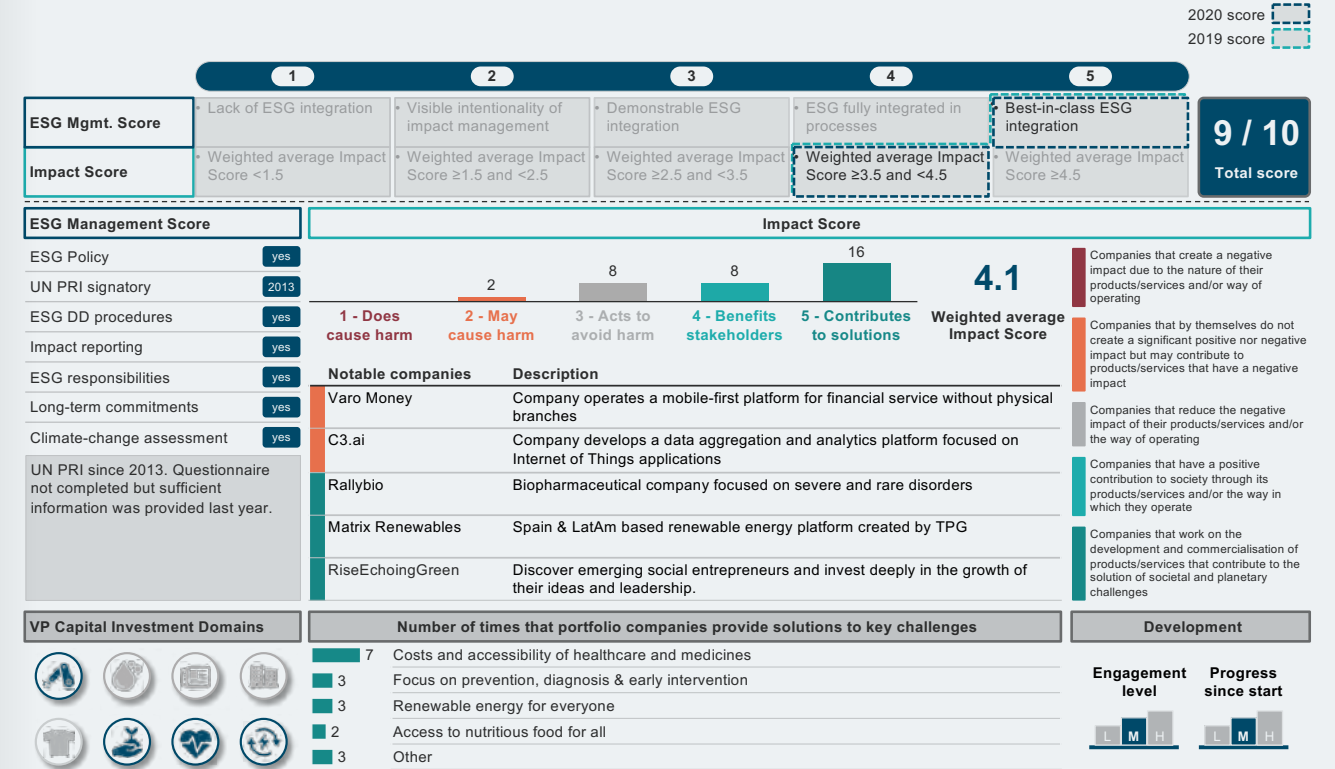 2020 score
2019 score
1 2 3 4 5
ESG Mgmt. Score
• Lack of ESG integration
• Visible intentionality of
impact management
• Demonstrable ESG
integration
• ESG fully integrated in
processes
• Best-in-class ESG
integration
Impact Score
• Weighted average Impact
Score <1.5
• Weighted average Impact
Score ≥1.5 and <2.5
• Weighted average Impact
Score ≥2.5 and <3.5
• Weighted average Impact
Score ≥3.5 and <4.5
• Weighted average Impact
Score ≥4.5
9 / 10
Total score
ESG Management Score
ESG Policy yes
UN PRI signatory 2013
ESG DD procedures yes
Impact reporting yes
ESG responsibilities yes
Long-term commitments yes
Climate-change assessment yes
UN PRI since 2013. Questionnaire
not completed but sufficient
information was provided last year.
Impact Score
2 8 8 16
1 - Does
cause harm
2 - May
cause harm
3 - Acts to
avoid harm
4 - Benefits
stakeholders
5 - Contributes
to solutions
4.1
Weighted average
Impact Score
Notable companies Description
Varo Money Company operates a mobile-first platform for financial service without physical
branches
C3.ai Company develops a data aggregation and analytics platform focused on
Internet of Things applications
Rallybio Biopharmaceutical company focused on severe and rare disorders
Matrix Renewables Spain & LatAm based renewable energy platform created by TPG
RiseEchoingGreen Discover emerging social entrepreneurs and invest deeply in the growth of
their ideas and leadership.
Companies that create a negative
impact due to the nature of their
products/services and/or way of
operating
Companies that by themselves do not
create a significant positive nor negative
impact but may contribute to
products/services that have a negative
impact
Companies that reduce the negative
impact of their products/services and/or
the way of operating
Companies that have a positive
contribution to society through its
products/services and/or the way in
which they operate
Companies that work on the
development and commercialisation of
products/services that contribute to the
solution of societal and planetary
challenges
VP Capital Investment Domains
Number of times that portfolio companies provide solutions to key challenges
7 Costs and accessibility of healthcare and medicines
3 Focus on prevention, diagnosis & early intervention
3 Renewable energy for everyone
2 Access to nutritious food for all
3 Other
Development
Engagement
level
L M H
Progress
since start
L M H